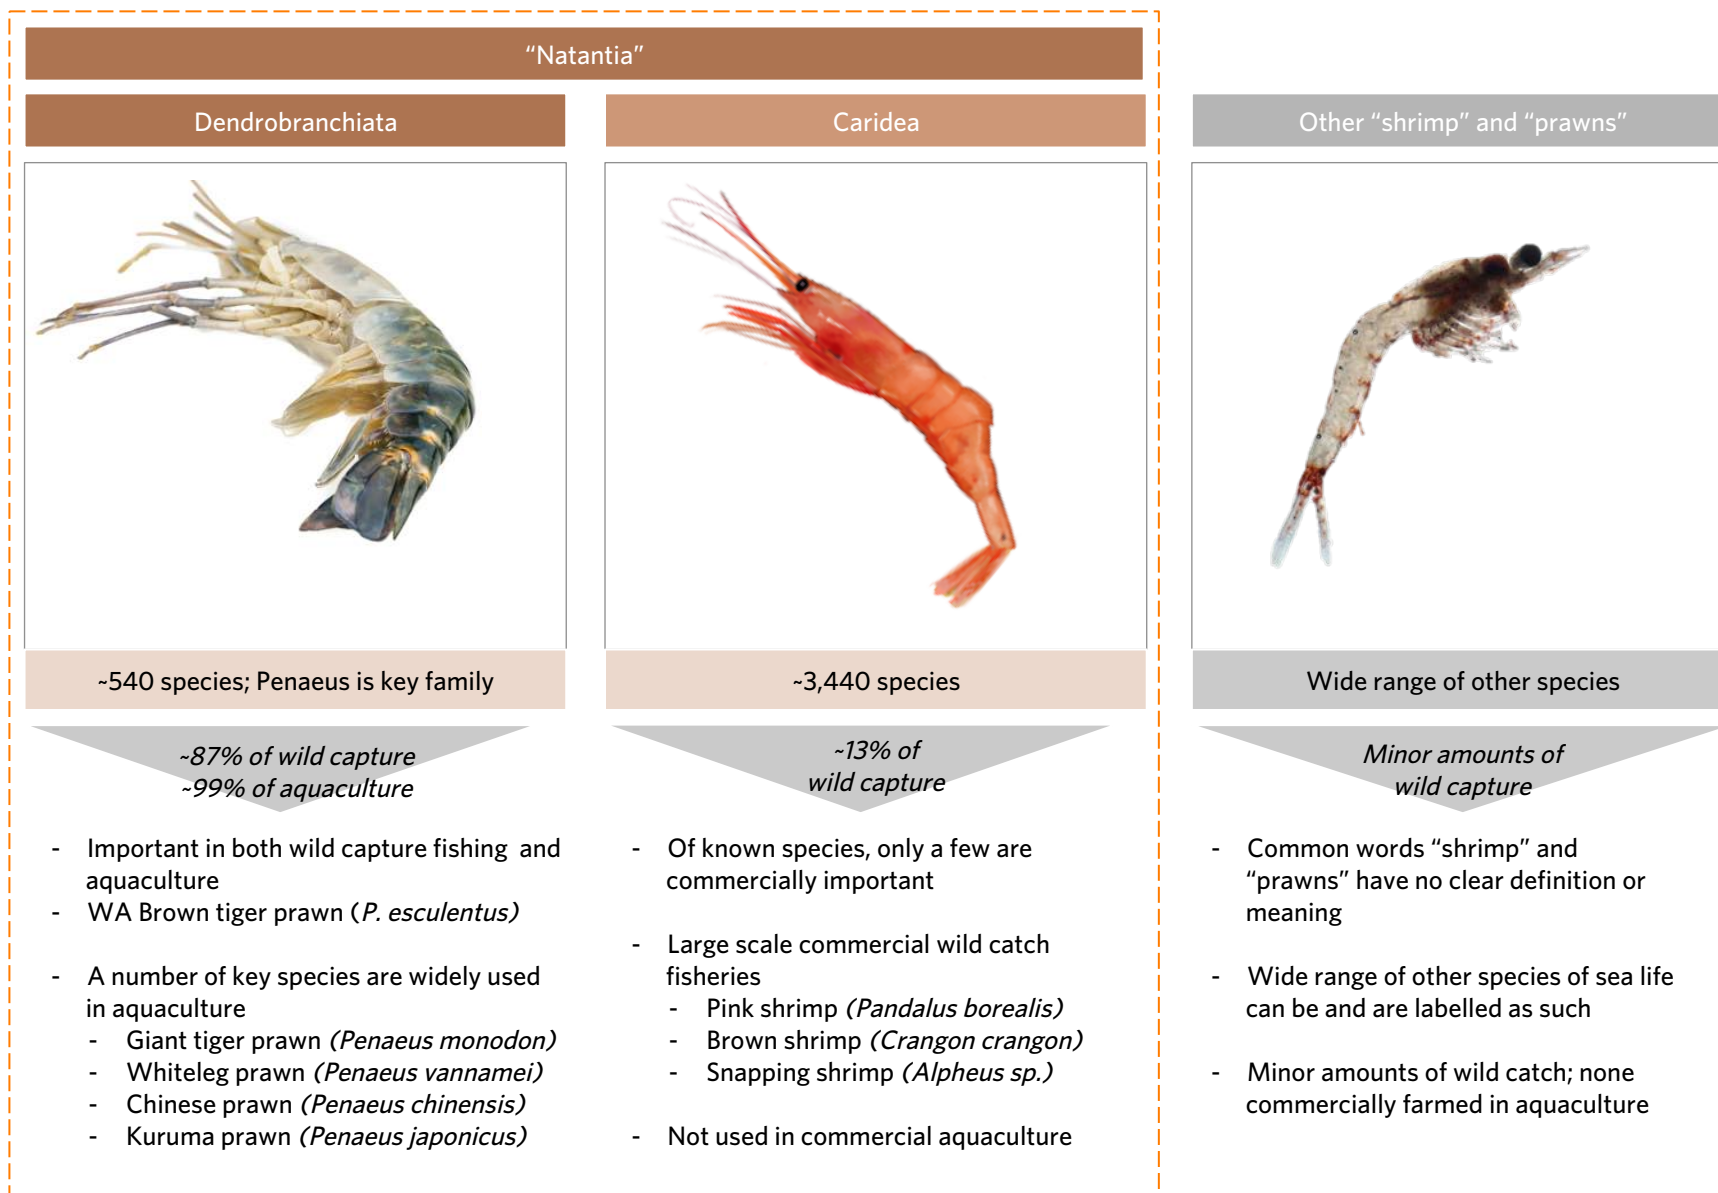 “Natantia”
Dendrobranchiata
Caridea
Other “shrimp” and “prawns”
~540 species; Penaeus is key family
~3,440 species
Wide range of other species
~87% of wild capture
~99% of aquaculture
~13% of
wild capture
Minor amounts of
wild capture
- Important in both wild capture fishing and
aquaculture
- WA Brown tiger prawn (P. esculentus)
- A number of key species are widely used
in aquaculture
- Giant tiger prawn (Penaeus monodon)
- Whiteleg prawn (Penaeus vannamei)
- Chinese prawn (Penaeus chinensis)
- Kuruma prawn (Penaeus japonicus)
- Of known species, only a few are
commercially important
- Large scale commercial wild catch
fisheries
- Pink shrimp (Pandalus borealis)
- Brown shrimp (Crangon crangon)
- Snapping shrimp (Alpheus sp.)
- Not used in commercial aquaculture
- Common words “shrimp” and
“prawns” have no clear definition or
meaning
- Wide range of other species of sea life
can be and are labelled as such
- Minor amounts of wild catch; none
commercially farmed in aquaculture